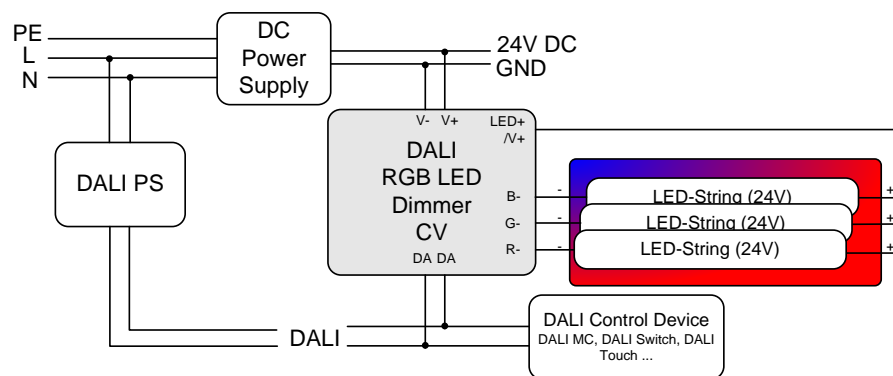 PE
L
N
DC
Power
Supply
24V DC
GND
V- V+ LED+
/V+
DALI
RGB LED
Dimmer
CV
B-
G-
R-
DA DA
DALI PS
- LED-String (24V) +
- LED-String (24V) +
- LED-String (24V) +
DALI
DALI Control Device
DALI MC, DALI Switch, DALI
Touch ...